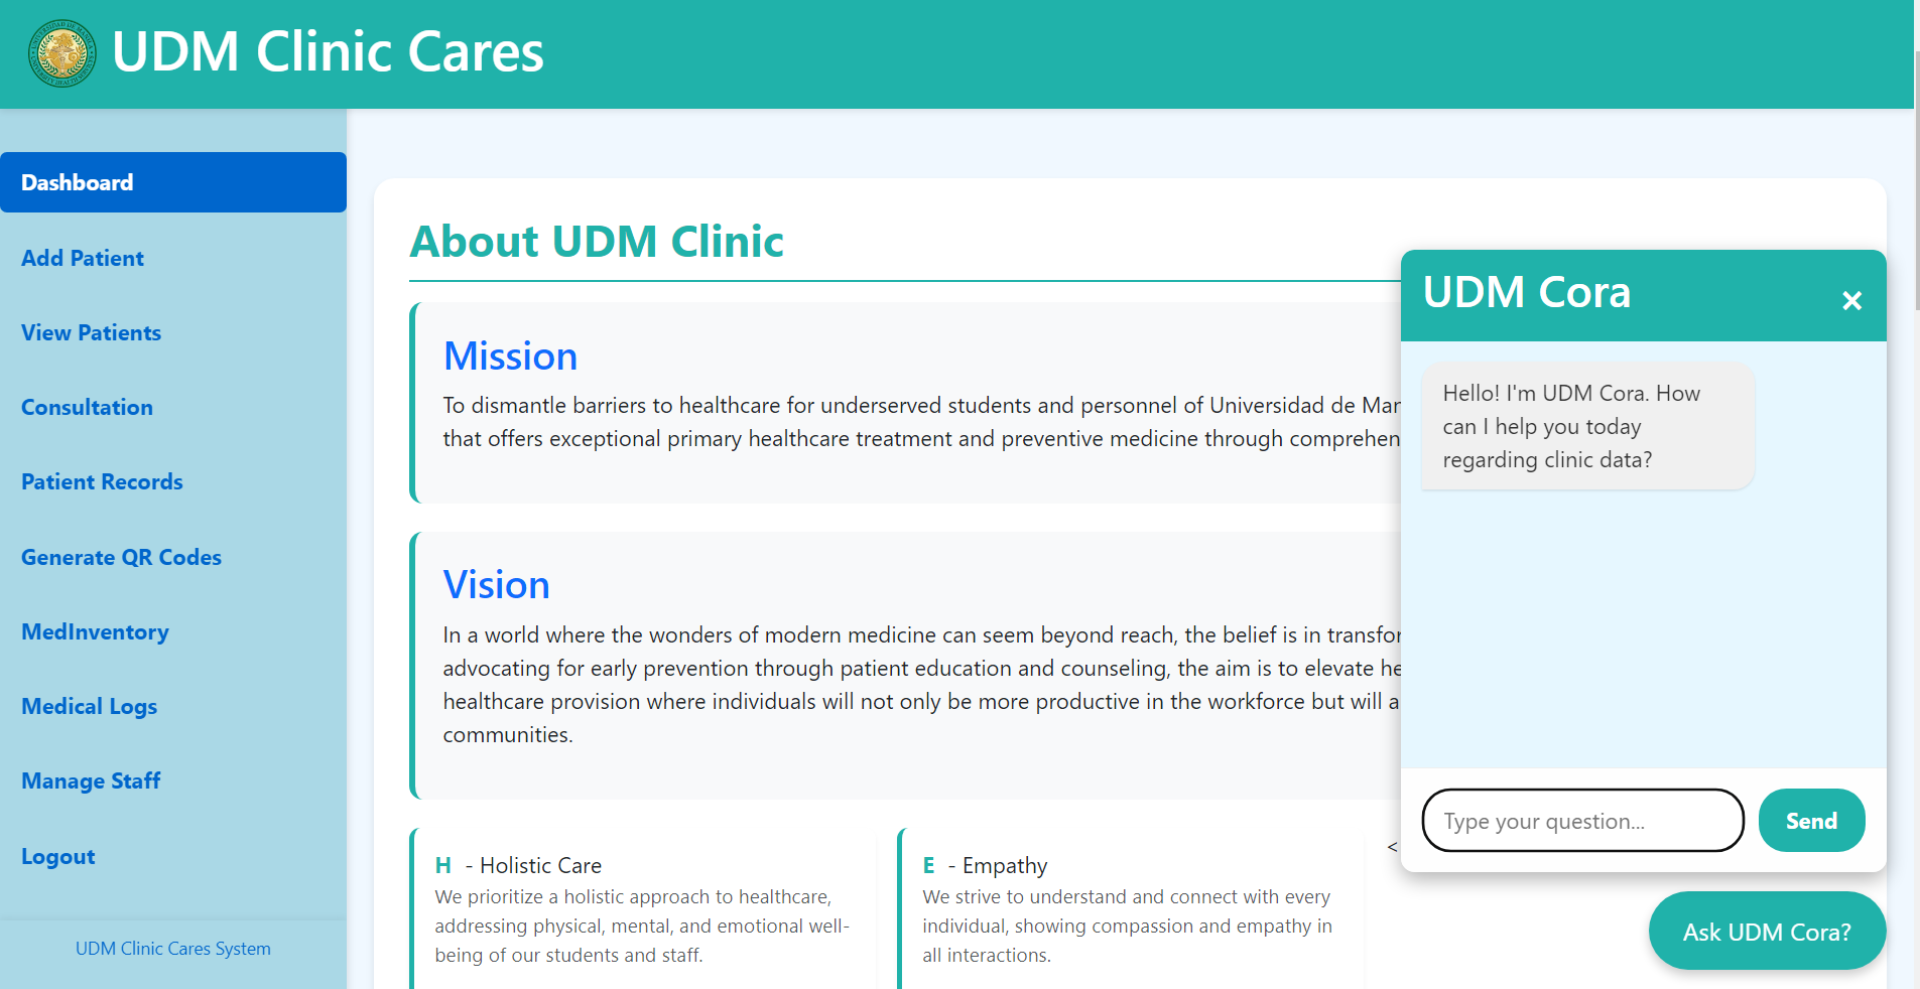 UDM Clinic Cares
Dashboard
Add Patient
View Patients
Consultation
Patient Records
Generate QR Codes
MedInventory
Medical Logs
Manage Staff
Logout
UDM Clinic Cares System
About UDM Clinic
Mission
To dismantle barriers to healthcare for underserved students and personnel of Universidad de
that offers exceptional primary healthcare treatment and preventive medicine through
Vision
In a world where the wonders of modern medicine can seem beyond reach, the belief is in
advocating for early prevention through patient education and counseling, the aim is to elevate
healthcare provision where individuals will not only be more productive in the workforce but will
communities.
H - Holistic Care
We prioritize a holistic approach to healthcare,
addressing physical, mental, and emotional well-
being of our students and staff.
E - Empathy
We strive to understand and connect with every
individual, showing compassion and empathy in
all interactions.
<
UDM Cora
×
Hello! I'm UDM Cora. How
can I help you today
regarding clinic data?
Type your question...
Send
Ask UDM Cora?